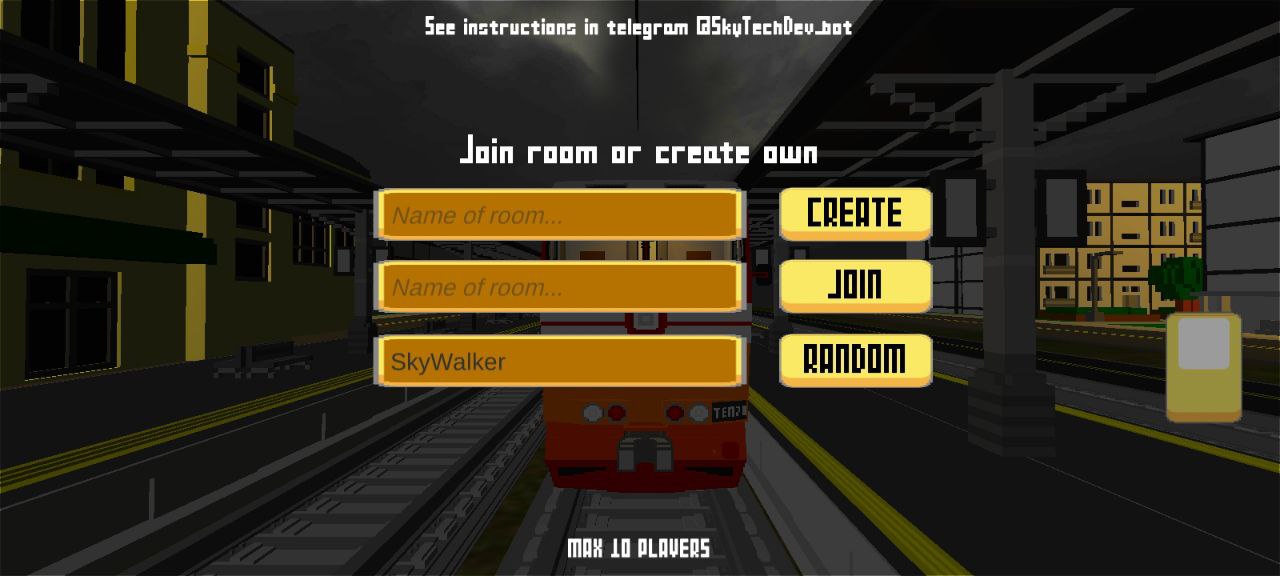 See instructions in telegram @SkyTechDev_bot
Join room or create own
Name of room...
CREATE
Name of room...
JOIN
SkyWalker
RANDOM
MAX 10 PLAYERS